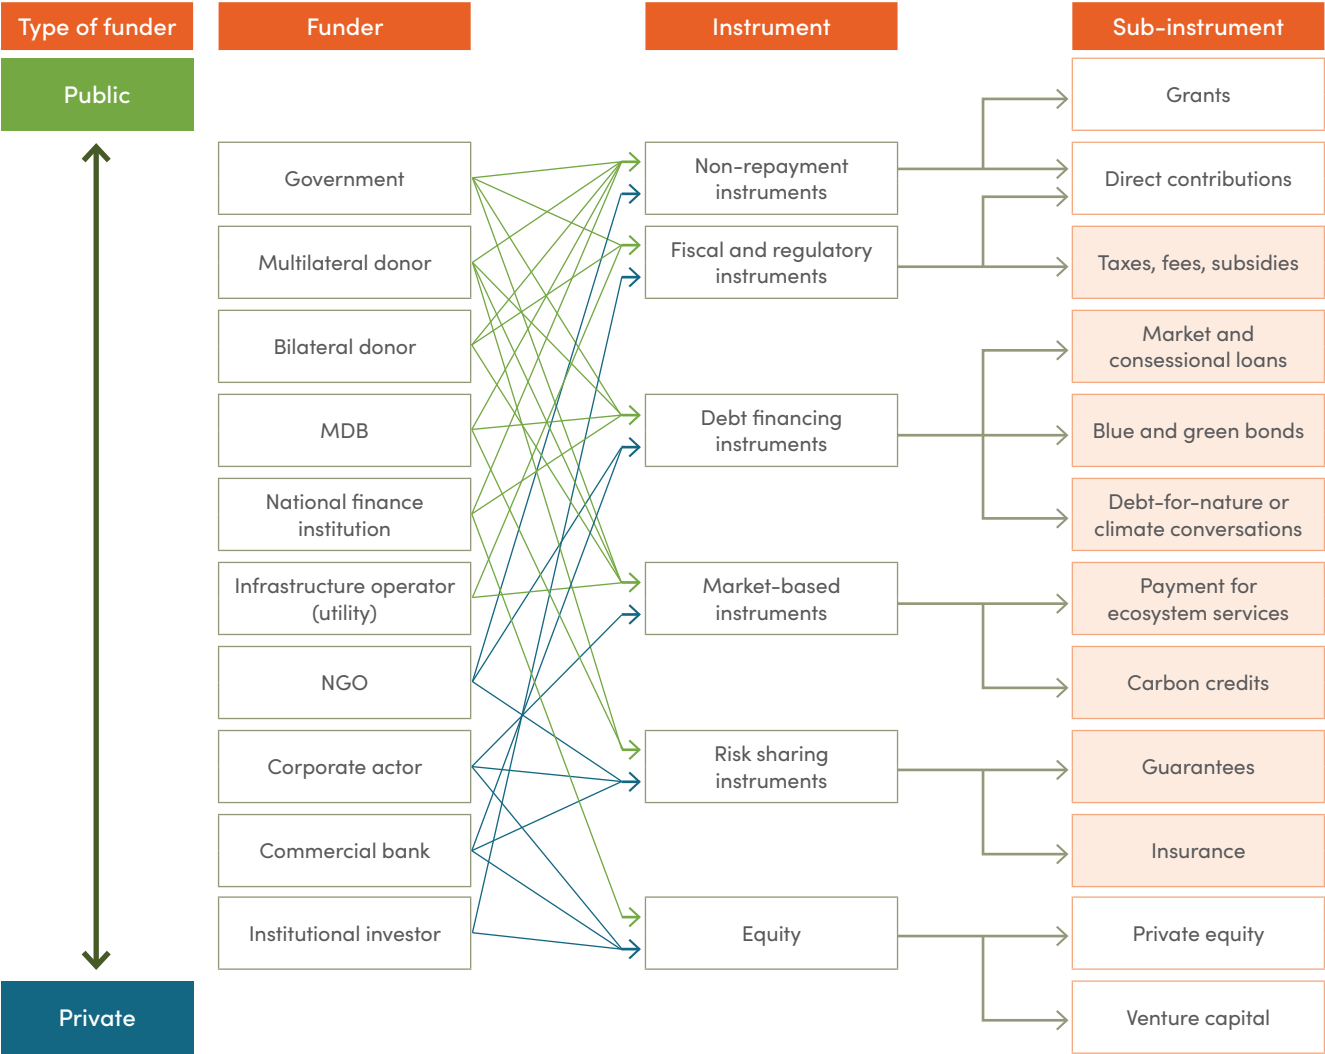 Type of funder
Funder
Instrument
Sub-instrument
Public
Private
Government
Multilateral donor
Bilateral donor
MDB
National finance
institution
Infrastructure operator
(utility)
NGO
Corporate actor
Commercial bank
Institutional investor
Non-repayment
instruments
Fiscal and regulatory
instruments
Debt financing
instruments
Market-based
instruments
Risk sharing
instruments
Equity
Grants
Direct contributions
Taxes, fees, subsidies
Market and
consessional loans
Blue and green bonds
Debt-for-nature or
climate conversations
Payment for
ecosystem services
Carbon credits
Guarantees
Insurance
Private equity
Venture capital